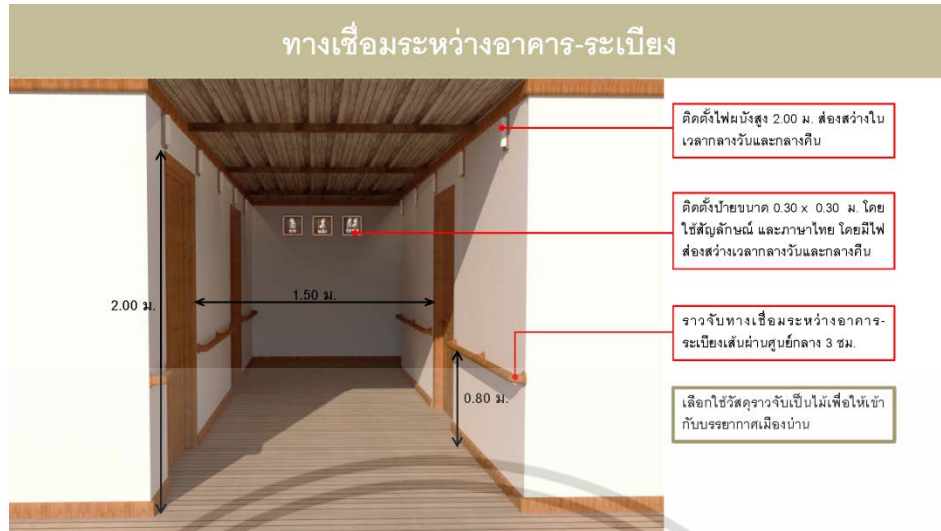 ทางเชื่อมระหว่างอาคาร-ระเบียง
ติดตั้งไฟผนังสูง 2.00 ม. ส่องสว่างใน
เวลากลางวันและกลางคืน
ติดตั้งป้ายขนาด 0.30 x 0.30 ม. โดย
ใช้สัญลักษณ์ และภาษาไทย โดยมีไฟ
ส่องสว่างเวลากลางวันและกลางคืน
2.00 ม.
1.50 ม.
ราวจับทางเชื่อมระหว่างอาคาร-
ระเบียงเส้นผ่านศูนย์กลาง 3 ซม.
0.80 ม.
เลือกใช้วัสดุราวจับเป็นไม้เพื่อให้เข้า
กับบรรยากาศเมืองน่าน